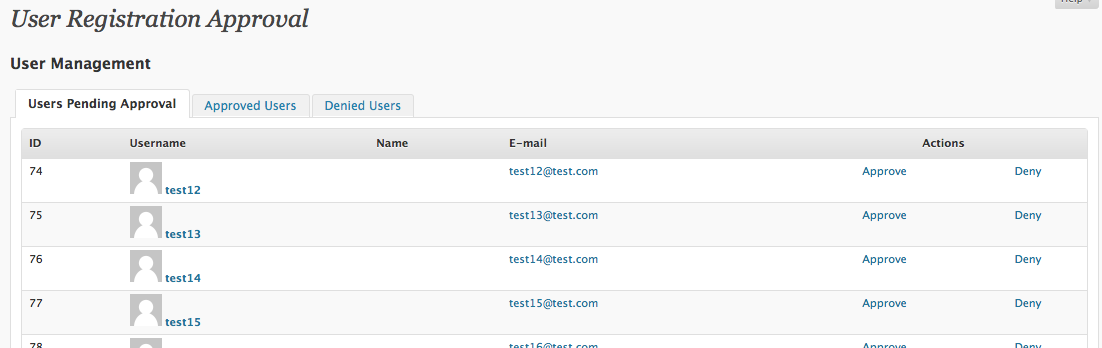 Help
User Registration Approval
User Management
Users Pending Approval Approved Users Denied Users
ID Username Name E-mail Actions
74 test12 test12@test.com Approve Deny
75 test13 test13@test.com Approve Deny
76 test14 test14@test.com Approve Deny
77 test15 test15@test.com Approve Deny
78 test16@test.com Approve Deny